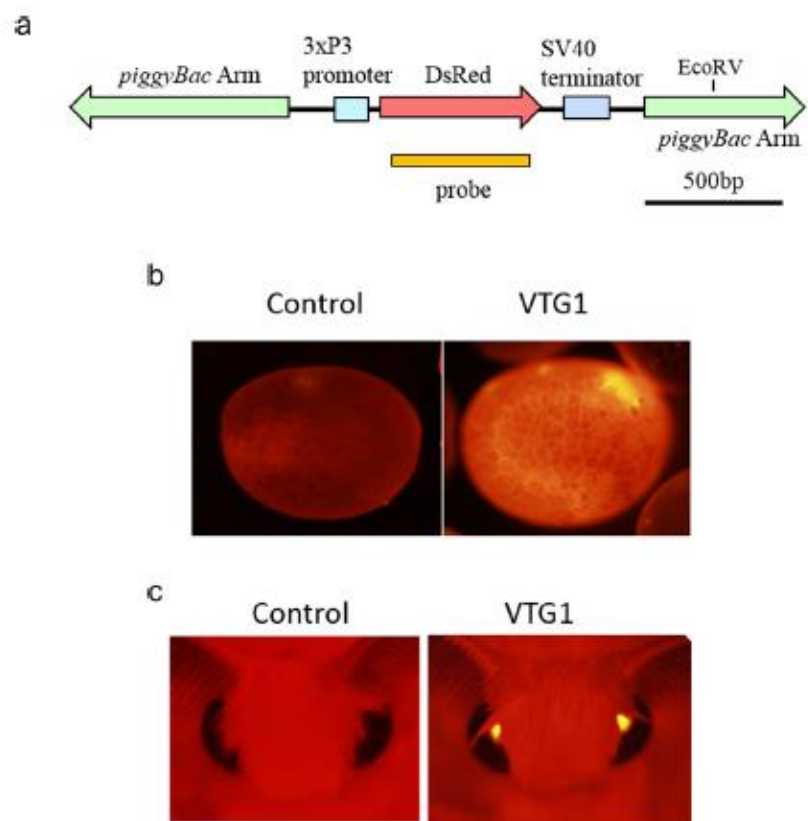 a
3xP3
promoter
piggyBac Arm
DsRed
SV40
terminator
EcoRV
piggyBac Arm
probe
500bp
b
Control
VTG1
c
Control
VTG1